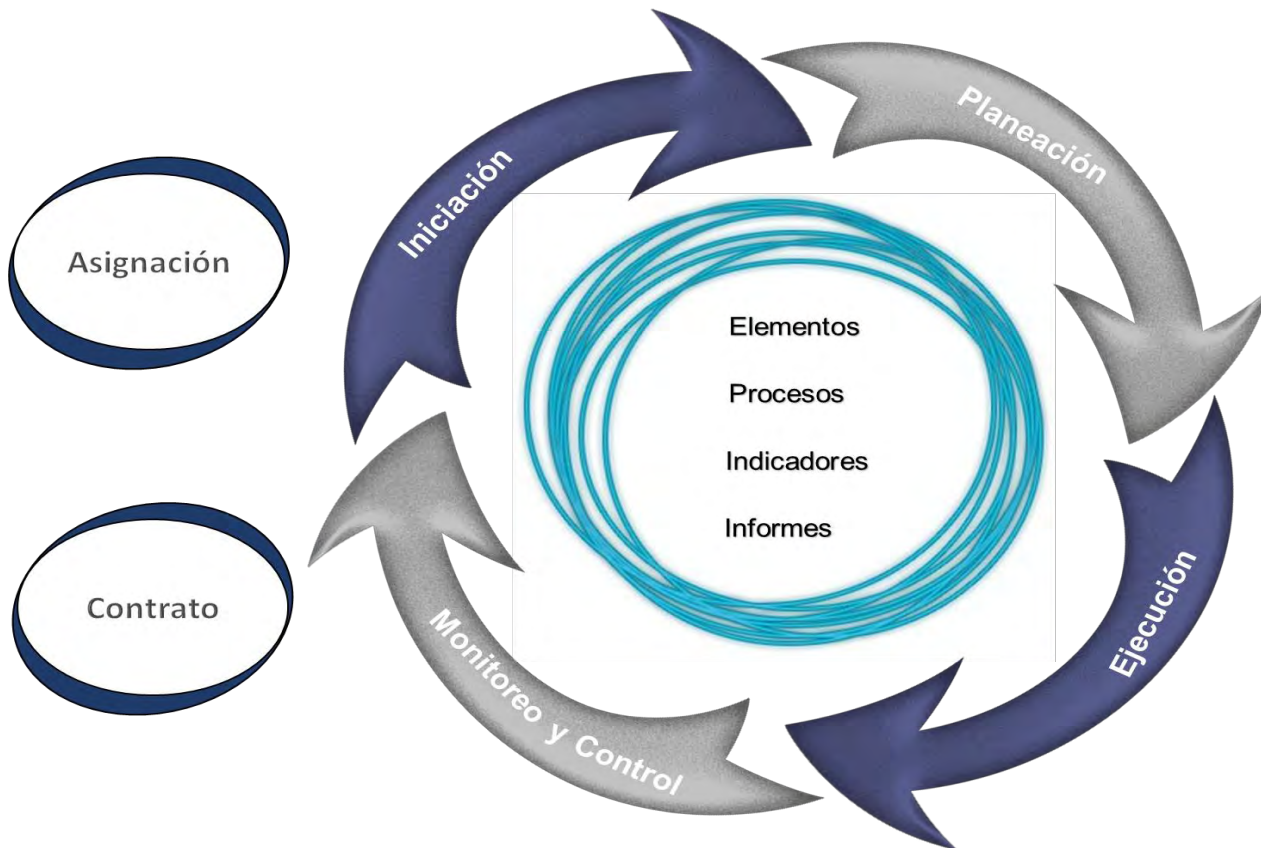 Asignación
Contrato
Iniciación
Planeación
Ejecución
Monitoreo y Control
Elementos
Procesos
Indicadores
Informes